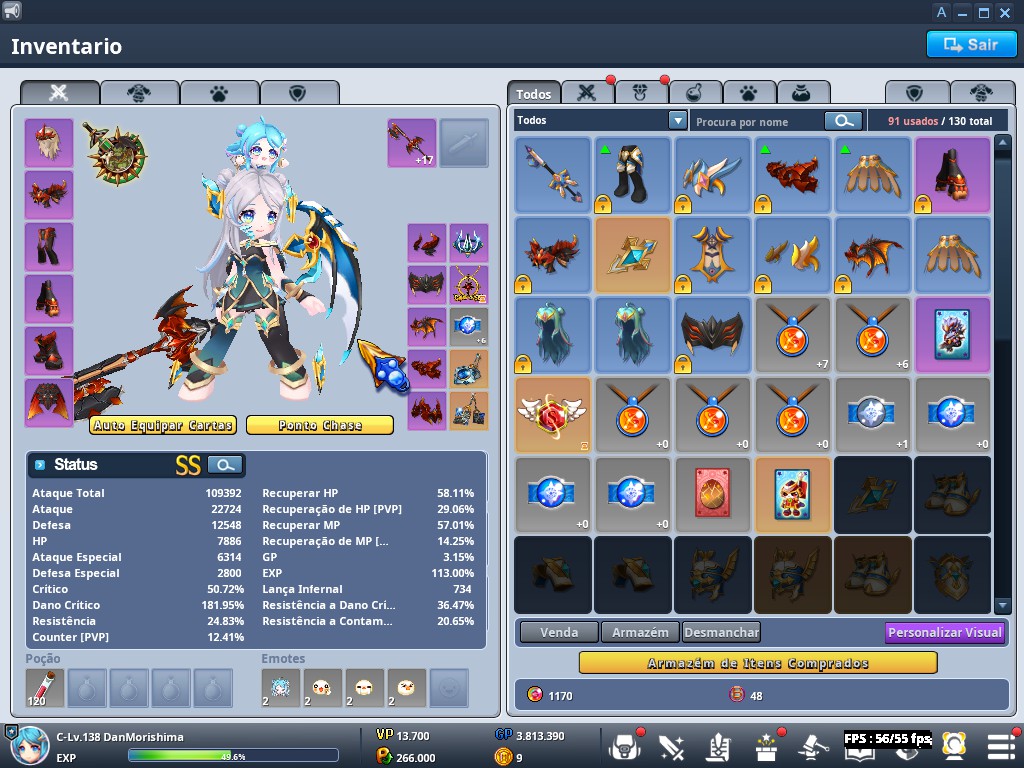 A
Inventario
Sair
Todos
Todos
Procura por nome
91 usados / 130 total
+17
+6
+7
+6
+0
+0
+0
+1
+0
+0
+0
Auto Equipar Cartas
Ponto Chase
Status
SS
Ataque Total 109392
Ataque 22724
Defesa 12548
HP 7886
Ataque Especial 6314
Defesa Especial 2800
Crítico 50.72%
Dano Crítico 181.95%
Resistência 24.83%
Counter [PVP] 12.41%
Recuperar HP 58.11%
Recuperação de HP [PVP] 29.06%
Recuperar MP 57.01%
Recuperação de MP [... 14.25%
GP 3.15%
EXP 113.00%
Lança Infernal 734
Resistência a Dano Crí... 36.47%
Resistência a Contam... 20.65%
Poção
120
Emotes
2
2
2
2
Venda
Armazém
Desmanchar
Personalizar Visual
Armazém de Itens Comprados
1170
48
C-Lv.138 DanMorishima
EXP
49.6%
VP 13.700
GP 3.813.390
266.000
9
FPS : 56/55 fps